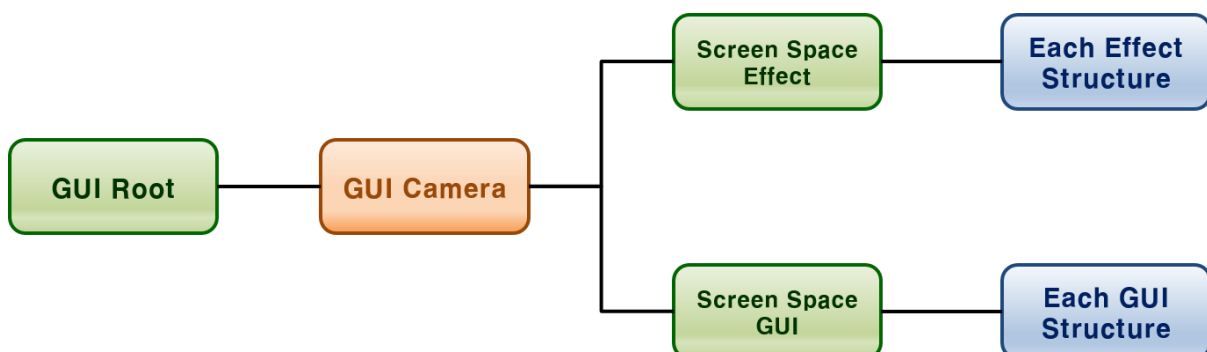 GUI Root
GUI Camera
Screen Space
Effect
Each Effect
Structure
Screen Space
GUI
Each GUI
Structure